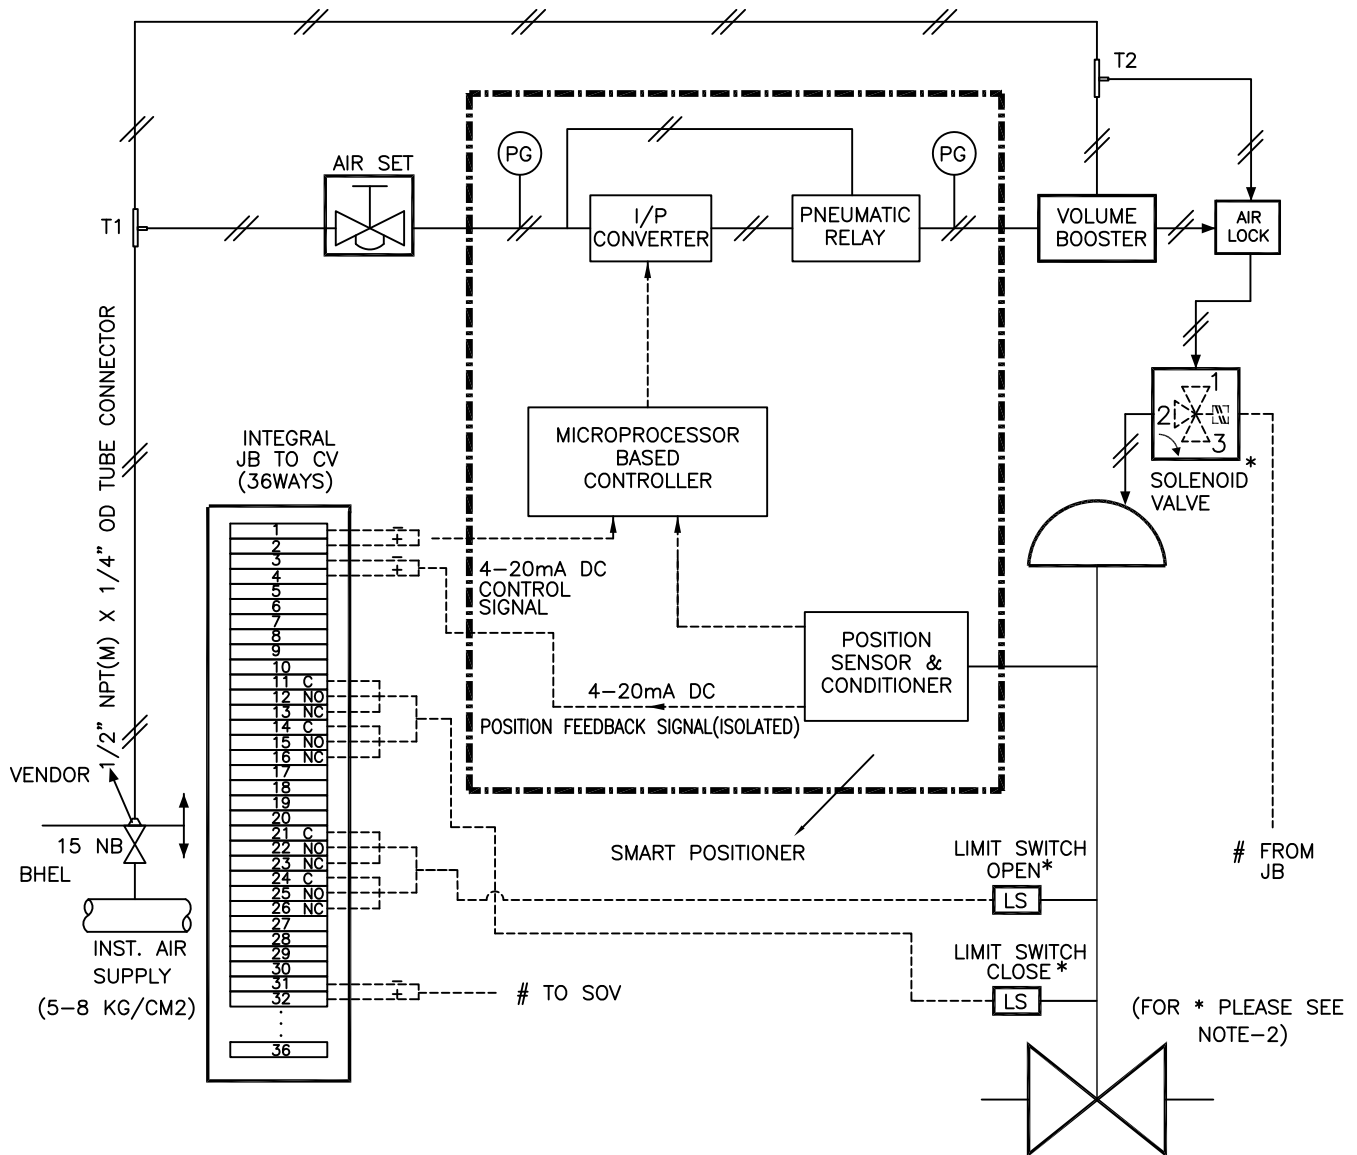 T2
AIR SET
PG
PG
T1
I/P
CONVERTER
PNEUMATIC
RELAY
VOLUME
BOOSTER
AIR
LOCK
1/2" NPT(M) X 1/4" OD TUBE CONNECTOR
1
2
3
SOLENOID*
VALVE
MICROPROCESSOR
BASED
CONTROLLER
INTEGRAL
JB TO CV
(36WAYS)
1 −
2 +
3 −
4 +
5
6
7
8
9
10
11 C
12 NO
13 NC
14 C
15 NO
16 NC
17
18
19
20
21 C
22 NO
23 NC
24 C
25 NO
26 NC
27
28
29
30
31 −
32 +
.
.
.
.
36
4−20mA DC
CONTROL
SIGNAL
POSITION
SENSOR &
CONDITIONER
4−20mA DC
POSITION FEEDBACK SIGNAL(ISOLATED)
SMART POSITIONER
VENDOR
15 NB
BHEL
INST. AIR
SUPPLY
(5−8 KG/CM2)
# TO SOV
LIMIT SWITCH
OPEN*
LS
LIMIT SWITCH
CLOSE*
LS
# FROM
JB
(FOR * PLEASE SEE
NOTE−2)